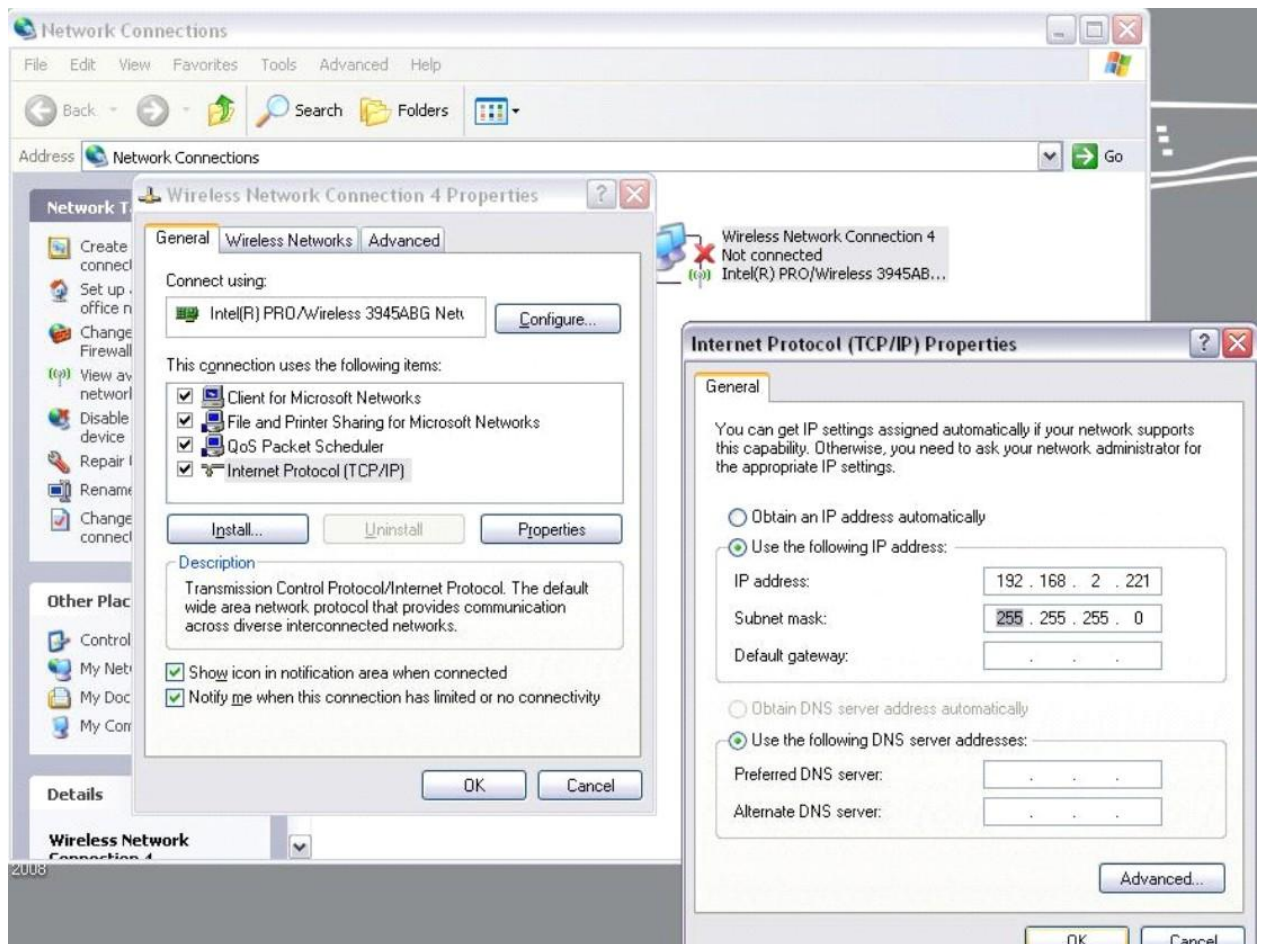 Network Connections
File Edit View Favorites Tools Advanced Help
Back Search Folders
Address Network Connections Go
Network T
Create
connect
Set up
office n
Change
Firewall
View av
network
Disable
device
Repair
Rename
Change
connect
Other Plac
Control
My Net
My Doc
My Com
Details
Wireless Network
Connection 4
2008
Wireless Network Connection 4
Not connected
Intel(R) PRO/Wireless 3945AB...
Wireless Network Connection 4 Properties
General Wireless Networks Advanced
Connect using:
Intel(R) PRO/Wireless 3945ABG Net
Configure...
This connection uses the following items:
Client for Microsoft Networks
File and Printer Sharing for Microsoft Networks
QoS Packet Scheduler
Internet Protocol (TCP/IP)
Install... Uninstall Properties
Description
Transmission Control Protocol/Internet Protocol. The default
wide area network protocol that provides communication
across diverse interconnected networks.
Show icon in notification area when connected
Notify me when this connection has limited or no connectivity
OK Cancel
Internet Protocol (TCP/IP) Properties
General
You can get IP settings assigned automatically if your network supports
this capability. Otherwise, you need to ask your network administrator for
the appropriate IP settings.
Obtain an IP address automatically
Use the following IP address:
IP address: 192 . 168 . 2 . 221
Subnet mask: 255 . 255 . 255 . 0
Default gateway: . . .
Obtain DNS server address automatically
Use the following DNS server addresses:
Preferred DNS server: . . .
Alternate DNS server: . . .
Advanced...
OK Cancel